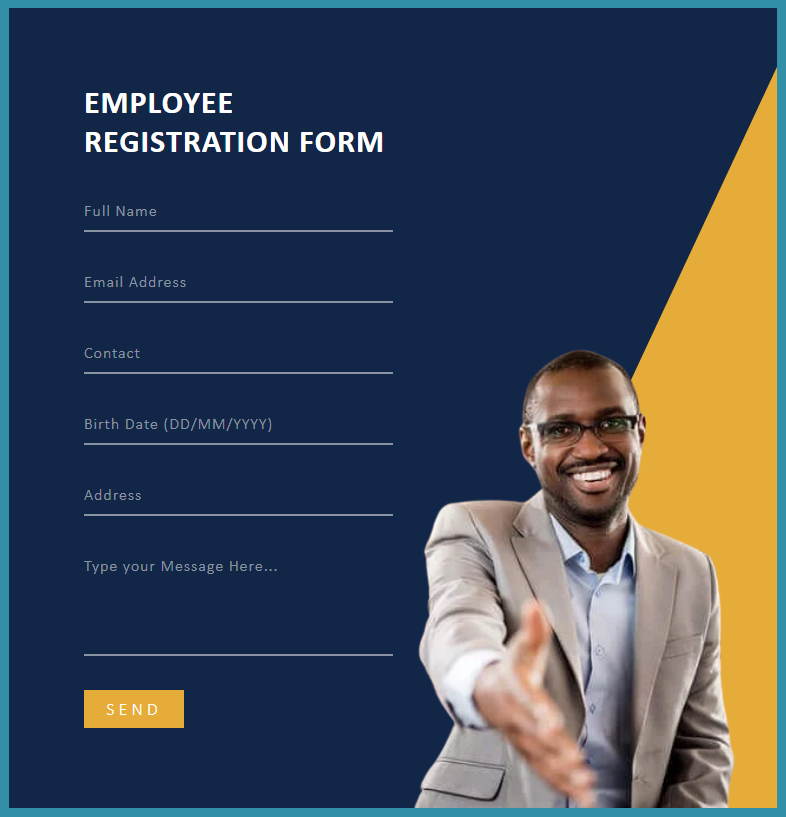 EMPLOYEE
REGISTRATION FORM
Full Name
Email Address
Contact
Birth Date (DD/MM/YYYY)
Address
Type your Message Here...
SEND